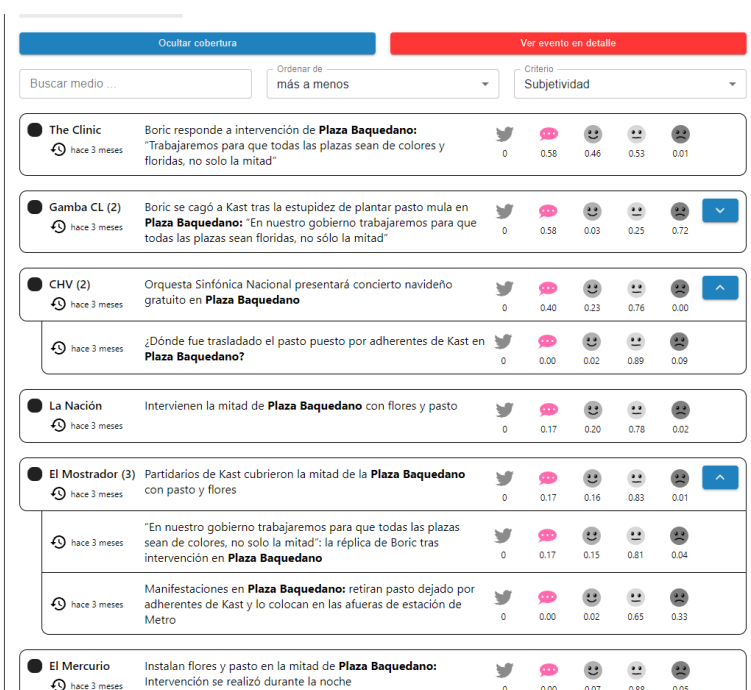 Ocultar cobertura
Ver evento en detalle
Buscar medio ...
Ordenar de
más a menos
Criterio
Subjetividad
The Clinic
hace 3 meses
Boric responde a intervención de Plaza Baquedano:
“Trabajaremos para que todas las plazas sean de colores y
floridas, no solo la mitad”
0 0.58 0.46 0.53 0.01
Gamba CL (2)
hace 3 meses
Boric se cagó a Kast tras la estupidez de plantar pasto mula en
Plaza Baquedano: “En nuestro gobierno trabajaremos para que
todas las plazas sean floridas, no sólo la mitad”
0 0.58 0.03 0.25 0.72
CHV (2)
hace 3 meses
Orquesta Sinfónica Nacional presentará concierto navideño
gratuito en Plaza Baquedano
0 0.40 0.23 0.76 0.00
hace 3 meses
¿Dónde fue trasladado el pasto puesto por adherentes de Kast en
Plaza Baquedano?
0 0.00 0.02 0.89 0.09
La Nación
hace 3 meses
Intervienen la mitad de Plaza Baquedano con flores y pasto
0 0.17 0.20 0.78 0.02
El Mostrador (3)
hace 3 meses
Partidarios de Kast cubrieron la mitad de la Plaza Baquedano
con pasto y flores
0 0.17 0.16 0.83 0.01
hace 3 meses
“En nuestro gobierno trabajaremos para que todas las plazas
sean de colores, no solo la mitad”: la réplica de Boric tras
intervención en Plaza Baquedano
0 0.17 0.15 0.81 0.04
hace 3 meses
Manifestaciones en Plaza Baquedano: retiran pasto dejado por
adherentes de Kast y lo colocan en las afueras de estación de
Metro
0 0.00 0.02 0.65 0.33
El Mercurio
hace 3 meses
Instalan flores y pasto en la mitad de Plaza Baquedano:
Intervención se realizó durante la noche